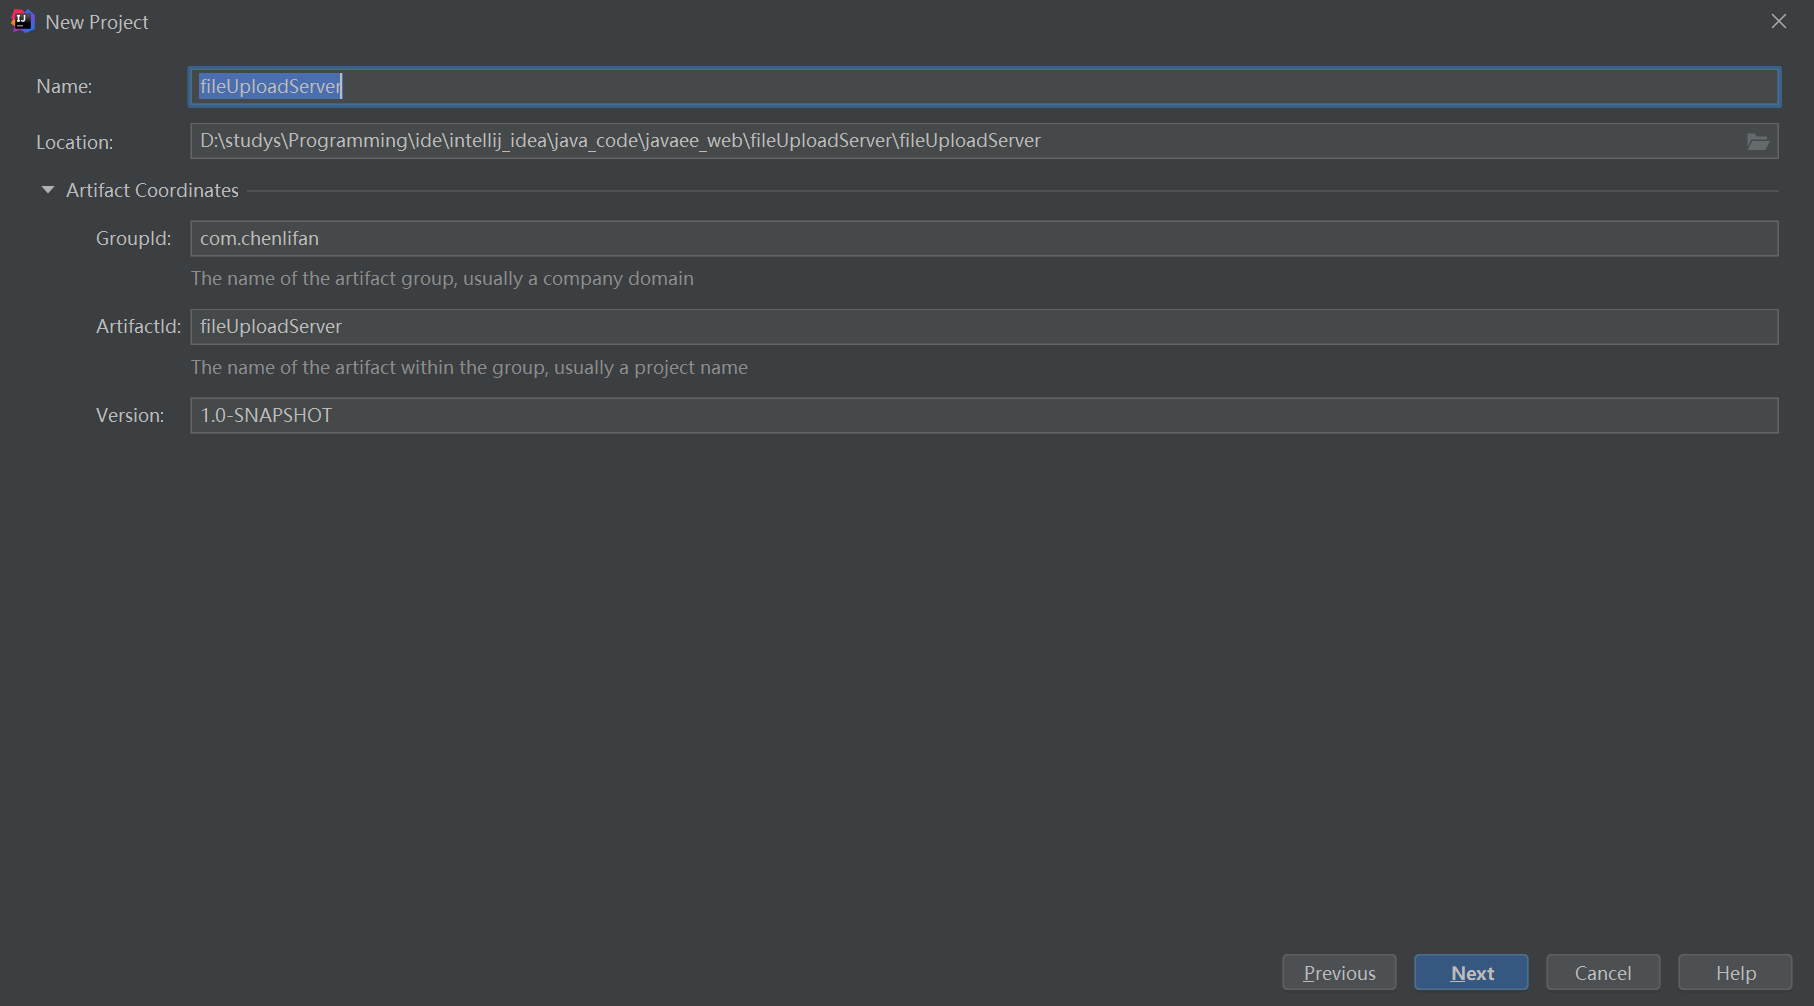 New Project
Name: fileUploadServer
Location: D:\studys\Programming\ide\intellij_idea\java_code\javaee_web\fileUploadServer\fileUploadServer
Artifact Coordinates
GroupId: com.chenlifan
The name of the artifact group, usually a company domain
ArtifactId: fileUploadServer
The name of the artifact within the group, usually a project name
Version: 1.0-SNAPSHOT
Previous Next Cancel Help